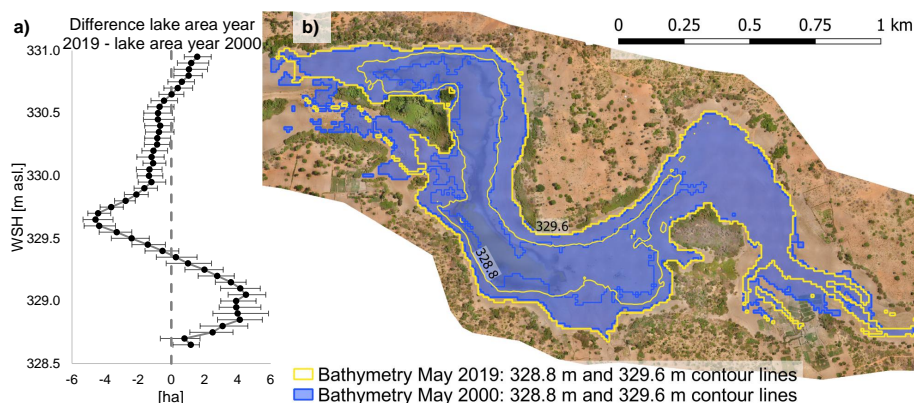 a)
Difference lake area year
2019 - lake area year 2000
WSH [m asl.]
331.0
330.5
330.0
329.5
329.0
328.5
-6 -4 -2 0 2 4 6
[ha]
b)
0 0.25 0.5 0.75 1 km
329.6
328.8
Bathymetry May 2019: 328.8 m and 329.6 m contour lines
Bathymetry May 2000: 328.8 m and 329.6 m contour lines